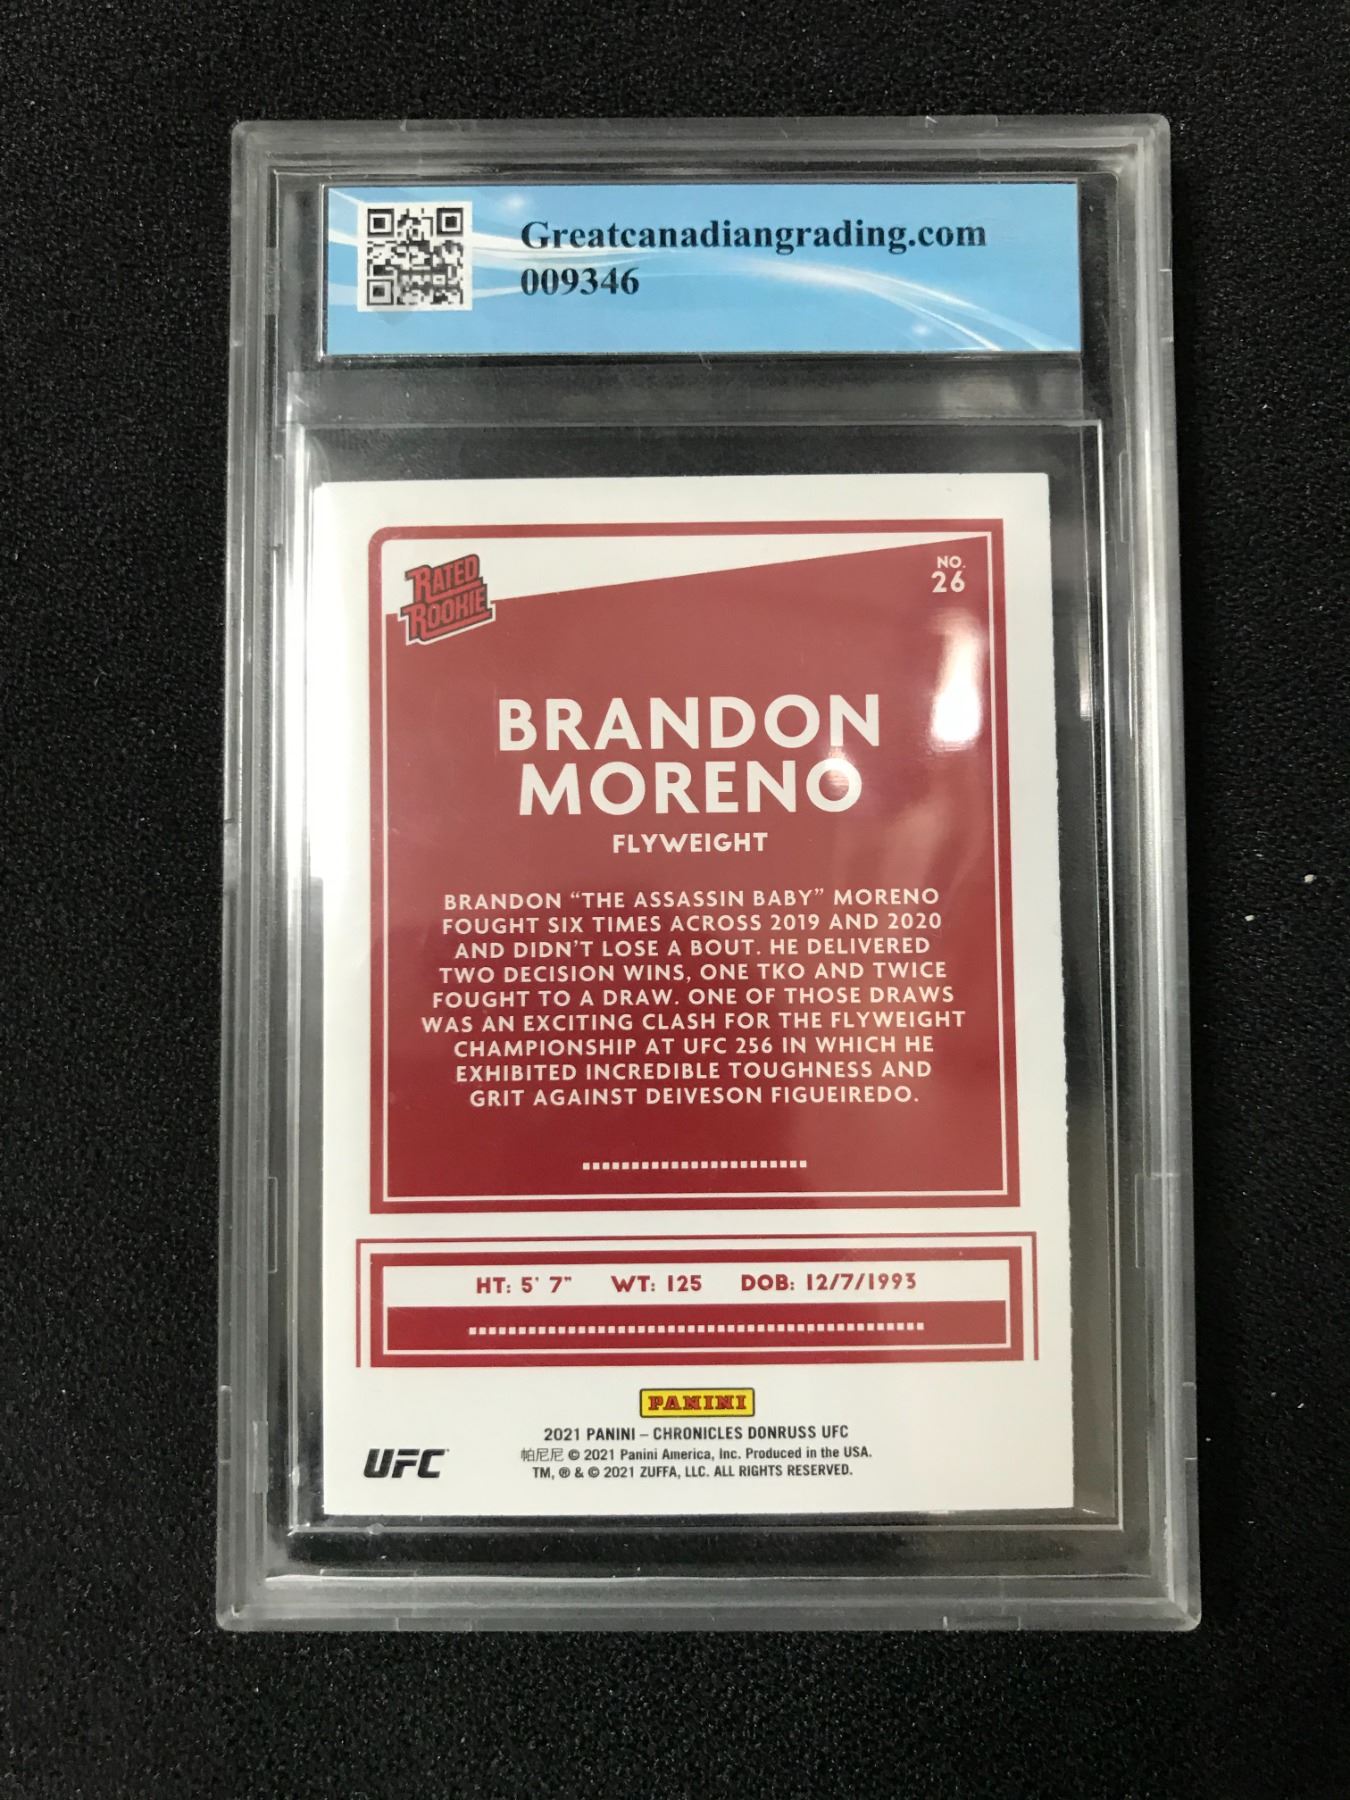 Greatcanadiangrading.com
009346
RATED
ROOKIE
NO.
26
BRANDON
MORENO
FLYWEIGHT
BRANDON “THE ASSASSIN BABY” MORENO
FOUGHT SIX TIMES ACROSS 2019 AND 2020
AND DIDN’T LOSE A BOUT. HE DELIVERED
TWO DECISION WINS, ONE TKO AND TWICE
FOUGHT TO A DRAW. ONE OF THOSE DRAWS
WAS AN EXCITING CLASH FOR THE FLYWEIGHT
CHAMPIONSHIP AT UFC 256 IN WHICH HE
EXHIBITED INCREDIBLE TOUGHNESS AND
GRIT AGAINST DEIVESON FIGUEIREDO.
HT: 5' 7" WT: 125 DOB: 12/7/1993
PANINI
2021 PANINI – CHRONICLES DONRUSS UFC
帕尼尼 © 2021 Panini America, Inc. Produced in the USA.
TM, ® & © 2021 ZUFFA, LLC. ALL RIGHTS RESERVED.
UFC